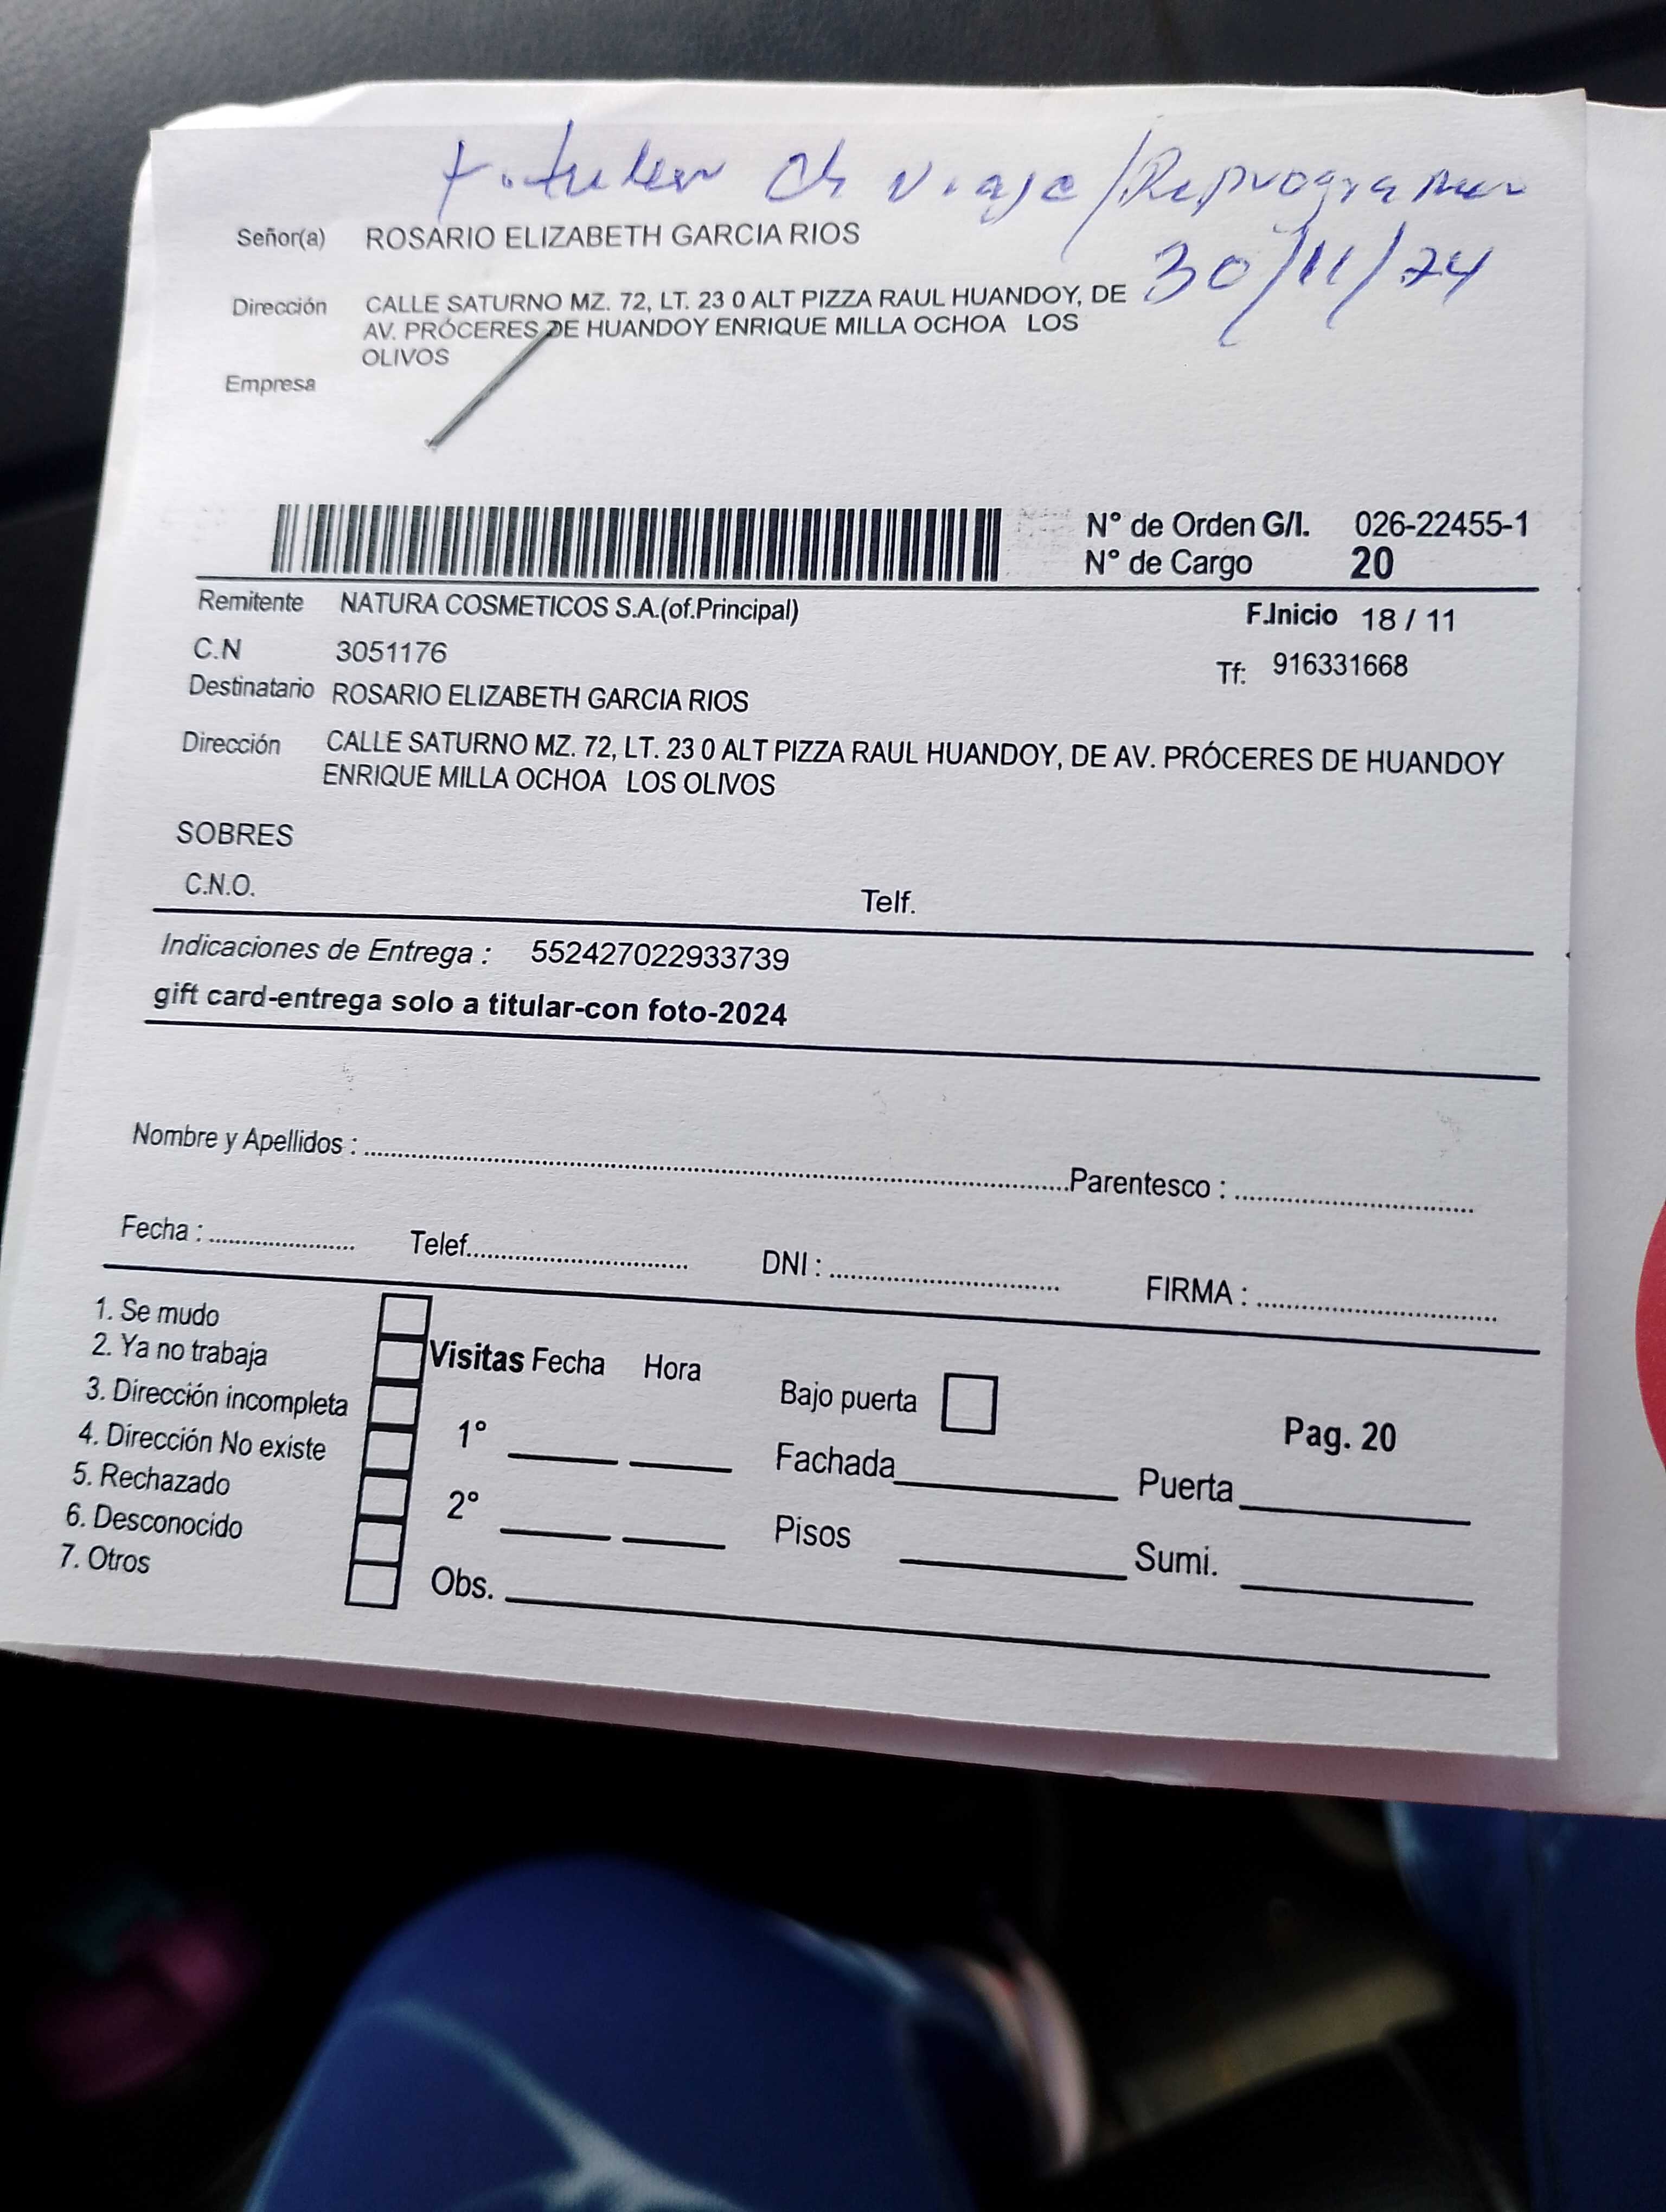 titular de viaje/Reprogramar
30/11/24
Señor(a) ROSARIO ELIZABETH GARCIA RIOS
Dirección CALLE SATURNO MZ. 72, LT. 23 0 ALT PIZZA RAUL HUANDOY, DE
AV. PRÓCERES DE HUANDOY ENRIQUE MILLA OCHOA LOS
OLIVOS
Empresa
N° de Orden G/I. 026-22455-1
N° de Cargo 20
Remitente NATURA COSMETICOS S.A.(of.Principal) F.Inicio 18 / 11
C.N 3051176 Tf: 916331668
Destinatario ROSARIO ELIZABETH GARCIA RIOS
Dirección CALLE SATURNO MZ. 72, LT. 23 0 ALT PIZZA RAUL HUANDOY, DE AV. PRÓCERES DE HUANDOY
ENRIQUE MILLA OCHOA LOS OLIVOS
SOBRES
C.N.O. Telf.
Indicaciones de Entrega : 552427022933739
gift card-entrega solo a titular-con foto-2024
Nombre y Apellidos : Parentesco :
Fecha : Telef. DNI : FIRMA :
1. Se mudo
2. Ya no trabaja
3. Dirección incompleta
4. Dirección No existe
5. Rechazado
6. Desconocido
7. Otros
Visitas Fecha Hora
1°
2°
Obs.
Bajo puerta
Fachada
Pisos
Pag. 20
Puerta
Sumi.